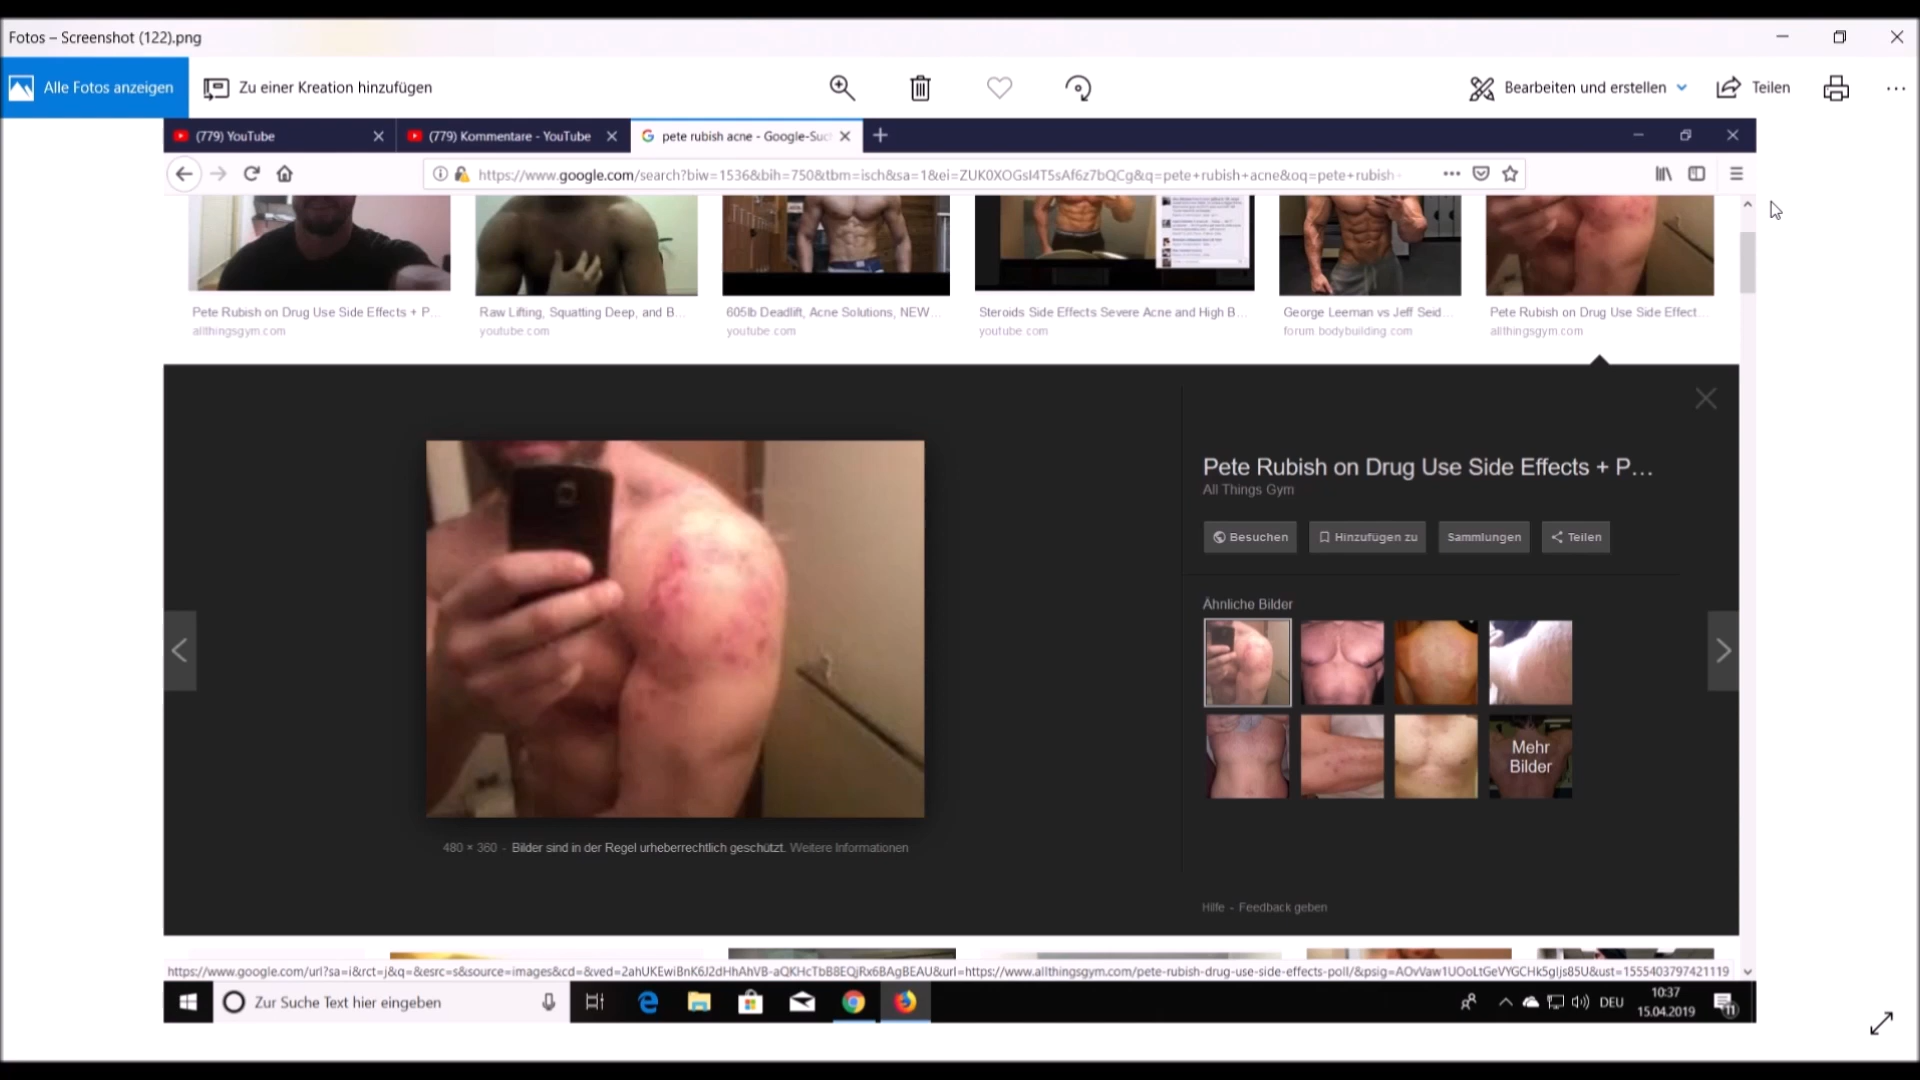 Fotos – Screenshot (122).png
Alle Fotos anzeigen
Zu einer Kreation hinzufügen
Bearbeiten und erstellen
Teilen
(779) YouTube
(779) Kommentare - YouTube
pete rubish acne - Google-Suc
https://www.google.com/search?biw=1536&bih=750&tbm=isch&sa=1&ei=ZUK0XOGsI4T5sAf6z7bQCg&q=pete+rubish+acne&oq=pete+rubish
Pete Rubish on Drug Use Side Effects + P...
allthingsgym.com
Raw Lifting, Squatting Deep, and B...
youtube.com
605lb Deadlift, Acne Solutions, NEW...
youtube.com
Steroids Side Effects Severe Acne and High B...
youtube.com
George Leeman vs Jeff Seid...
forum.bodybuilding.com
Pete Rubish on Drug Use Side Effect...
allthingsgym.com
Pete Rubish on Drug Use Side Effects + P...
All Things Gym
Besuchen
Hinzufügen zu
Sammlungen
Teilen
Ähnliche Bilder
Mehr
Bilder
480 × 360 - Bilder sind in der Regel urheberrechtlich geschützt. Weitere Informationen
Hilfe - Feedback geben
https://www.google.com/url?sa=i&rct=j&q=&esrc=s&source=images&cd=&ved=2ahUKEwiBnK6J2dHhAhVB-aQKHcTbB8EQjRx6BAgBEAU&url=https://www.allthingsgym.com/pete-rubish-drug-use-side-effects-poll/&psig=AOvVaw1UOoLtGeVYGCHk5gljs85U&ust=1555403797421119
Zur Suche Text hier eingeben
DEU
10:37
15.04.2019
11